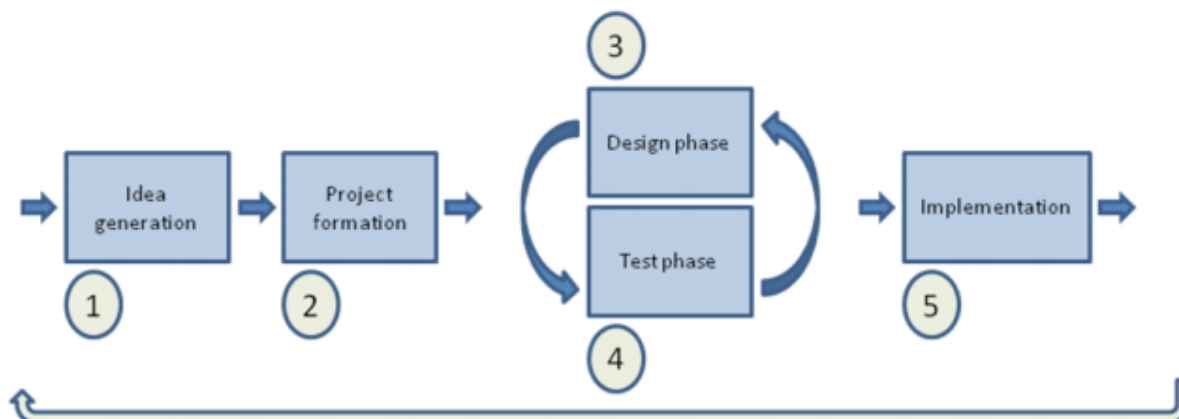 3
Design phase
Idea
generation
Project
formation
Implementation
Test phase
1
2
5
4